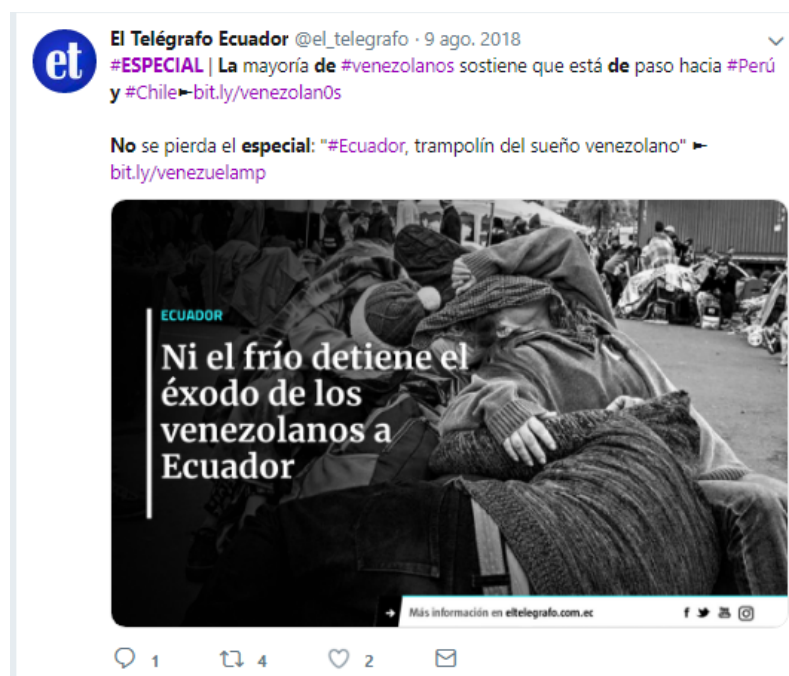 et
El Telégrafo Ecuador @el_telegrafo · 9 ago. 2018
#ESPECIAL | La mayoría de #venezolanos sostiene que está de paso hacia #Perú
y #Chile►bit.ly/venezolan0s
No se pierda el especial: "#Ecuador, trampolín del sueño venezolano" ►
bit.ly/venezuelamp
ECUADOR
Ni el frío detiene el
éxodo de los
venezolanos a
Ecuador
Más información en eltelegrafo.com.ec
1 4 2